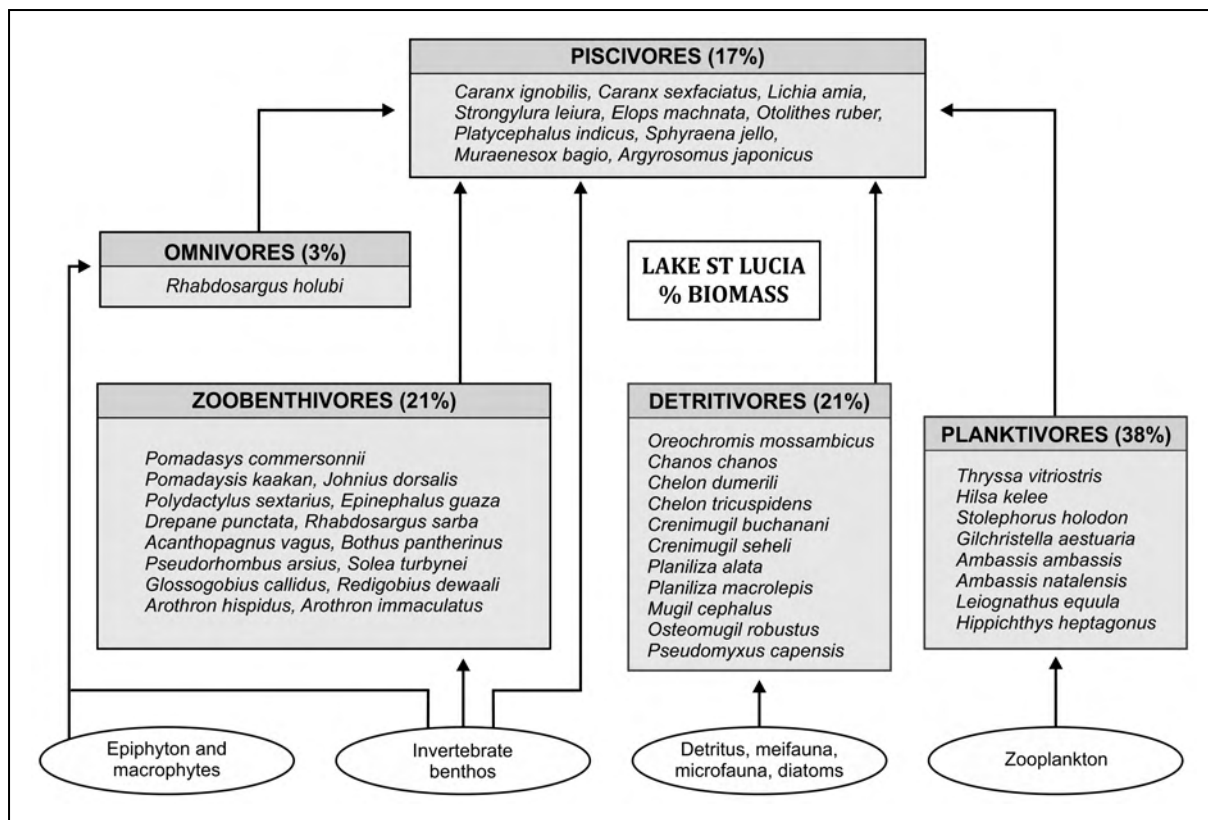 PISCIVORES (17%)
Caranx ignobilis, Caranx sexfaciatus, Lichia amia,
Strongylura leiura, Elops machnata, Otolithes ruber,
Platycephalus indicus, Sphyraena jello,
Muraenesox bagio, Argyrosomus japonicus
OMNIVORES (3%)
Rhabdosargus holubi
LAKE ST LUCIA
% BIOMASS
ZOOBENTHIVORES (21%)
Pomadasys commersonnii
Pomadaysis kaakan, Johnius dorsalis
Polydactylus sextarius, Epinephalus guaza
Drepane punctata, Rhabdosargus sarba
Acanthopagnus vagus, Bothus pantherinus
Pseudorhombus arsius, Solea turbynei
Glossogobius callidus, Redigobius dewaali
Arothron hispidus, Arothron immaculatus
DETRITIVORES (21%)
Oreochromis mossambicus
Chanos chanos
Chelon dumerili
Chelon tricuspidens
Crenimugil buchanani
Crenimugil seheli
Planiliza alata
Planiliza macrolepis
Mugil cephalus
Osteomugil robustus
Pseudomyxus capensis
PLANKTIVORES (38%)
Thryssa vitriostris
Hilsa kelee
Stolephorus holodon
Gilchristella aestuaria
Ambassis ambassis
Ambassis natalensis
Leiognathus equula
Hippichthys heptagonus
Epiphyton and
macrophytes
Invertebrate
benthos
Detritus, meifauna,
microfauna, diatoms
Zooplankton